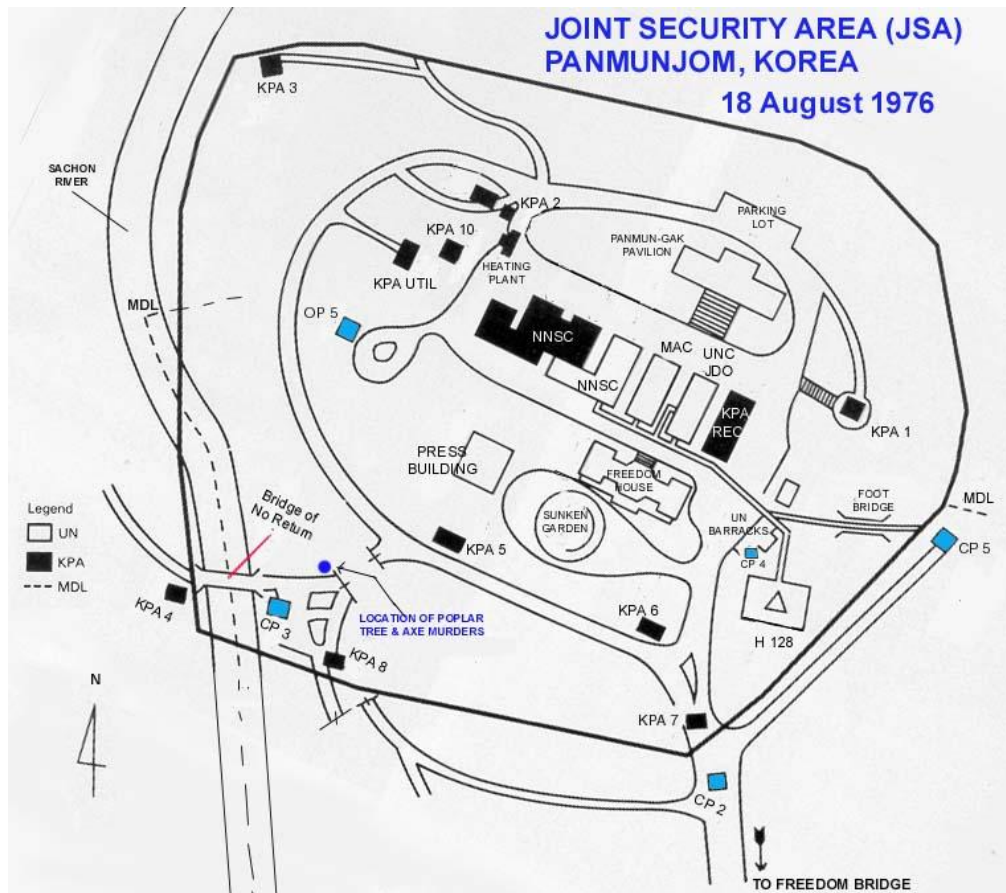 JOINT SECURITY AREA (JSA)
PANMUNJOM, KOREA
18 August 1976
KPA 3
SACHON
RIVER
KPA 2
PARKING
LOT
KPA 10
PANMUN-GAK
PAVILION
HEATING
PLANT
KPA UTIL
MDL
OP 5
NNSC
MAC
UNC
JDO
NNSC
KPA
REC
KPA 1
PRESS
BUILDING
FREEDOM
HOUSE
Bridge of
No Return
Legend
UN
KPA
MDL
SUNKEN
GARDEN
UN
BARRACKS
FOOT
BRIDGE
MDL
CP 5
KPA 5
CP 4
KPA 4
CP 3
LOCATION OF POPLAR
TREE & AXE MURDERS
KPA 6
H 128
KPA 8
N
KPA 7
CP 2
TO FREEDOM BRIDGE